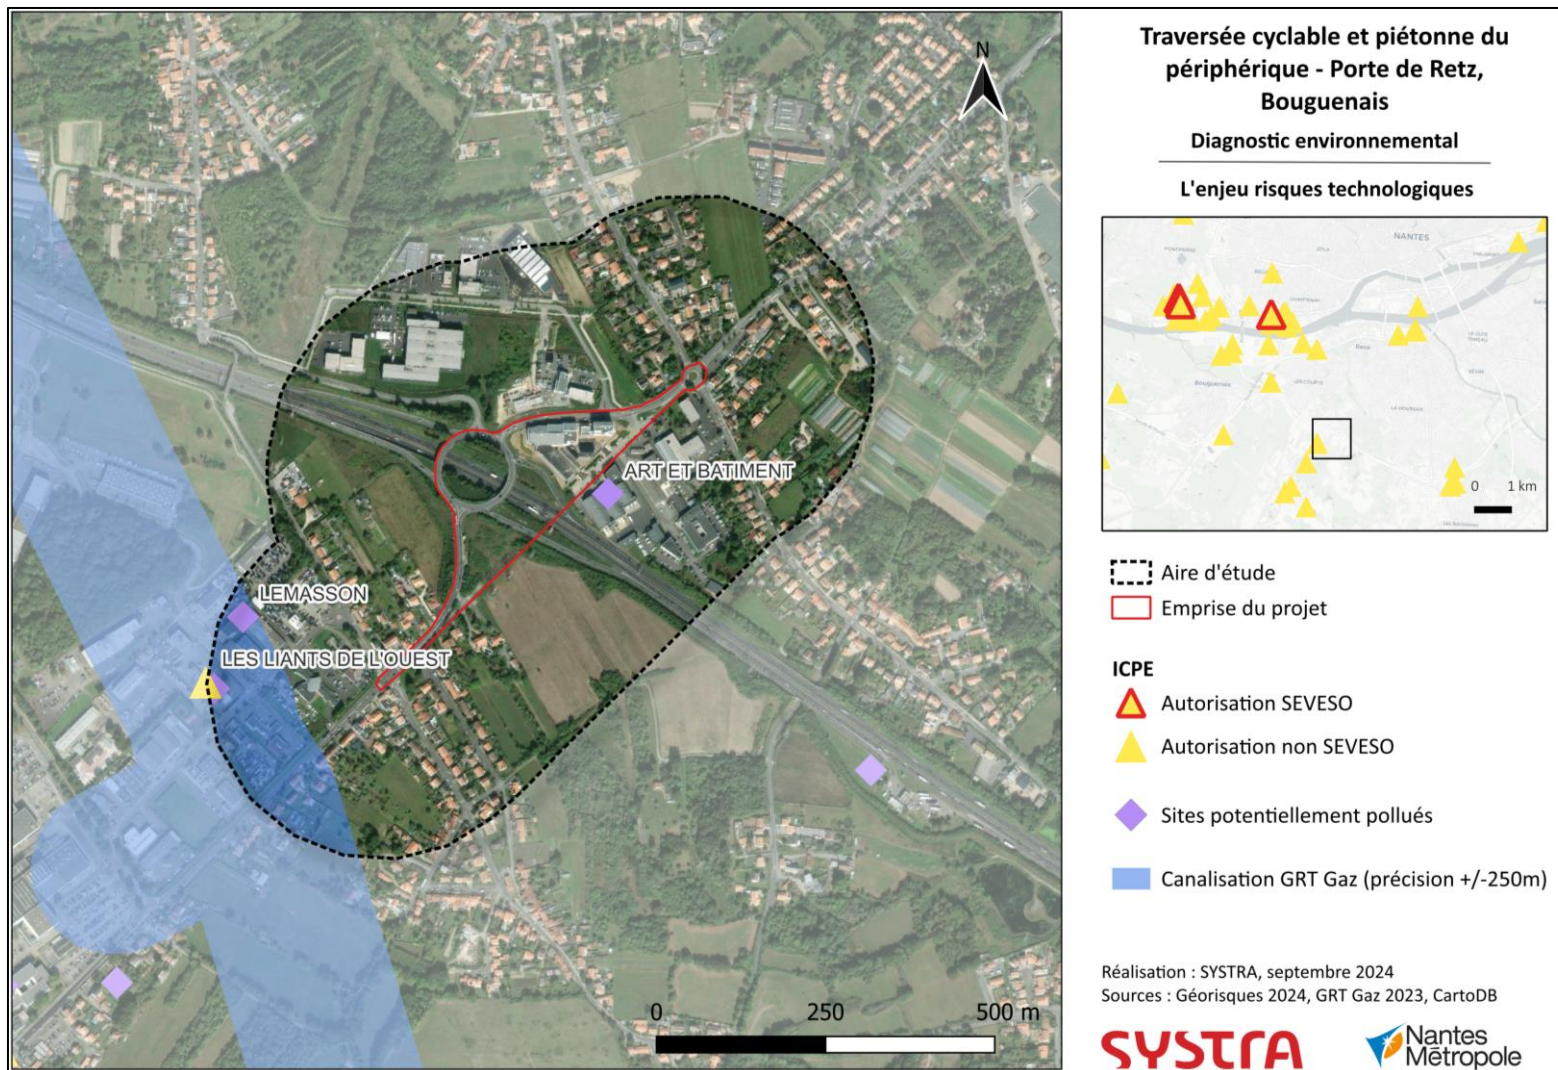 N
ART ET BATIMENT
LEMASSON
LES LIANTS DE L'OUEST
0 250 500 m
Traversée cyclable et piétonne du
périphérique - Porte de Retz,
Bouguenais
Diagnostic environnemental
L'enjeu risques technologiques
NANTES
Bouguenais
Rezé
0 1 km
Aire d'étude
Emprise du projet
ICPE
Autorisation SEVESO
Autorisation non SEVESO
Sites potentiellement pollués
Canalisation GRT Gaz (précision +/-250m)
Réalisation : SYSTRA, septembre 2024
Sources : Géorisques 2024, GRT Gaz 2023, CartoDB
SYSTRA
Nantes
Métropole